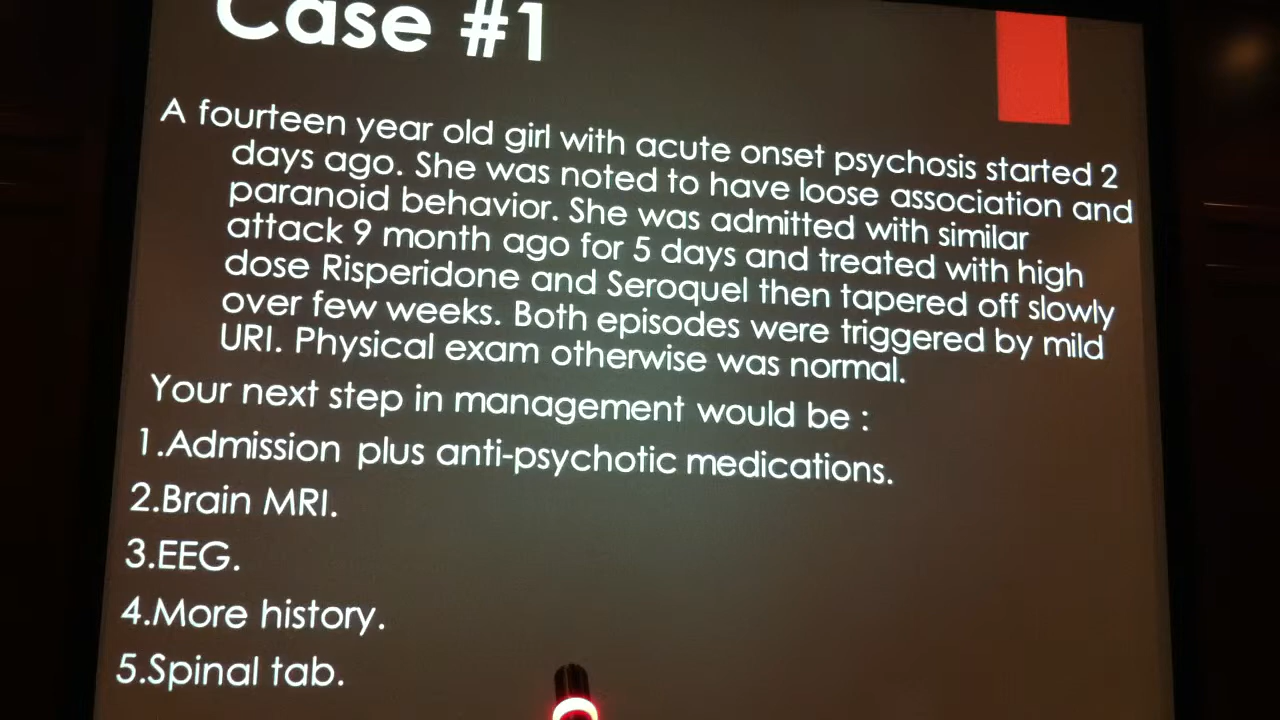 Case #1
A fourteen year old girl with acute onset psychosis started 2
days ago. She was noted to have loose association and
paranoid behavior. She was admitted with similar
attack 9 month ago for 5 days and treated with high
dose Risperidone and Seroquel then tapered off slowly
over few weeks. Both episodes were triggered by mild
URI. Physical exam otherwise was normal.
Your next step in management would be :
1.Admission plus anti-psychotic medications.
2.Brain MRI.
3.EEG.
4.More history.
5.Spinal tab.